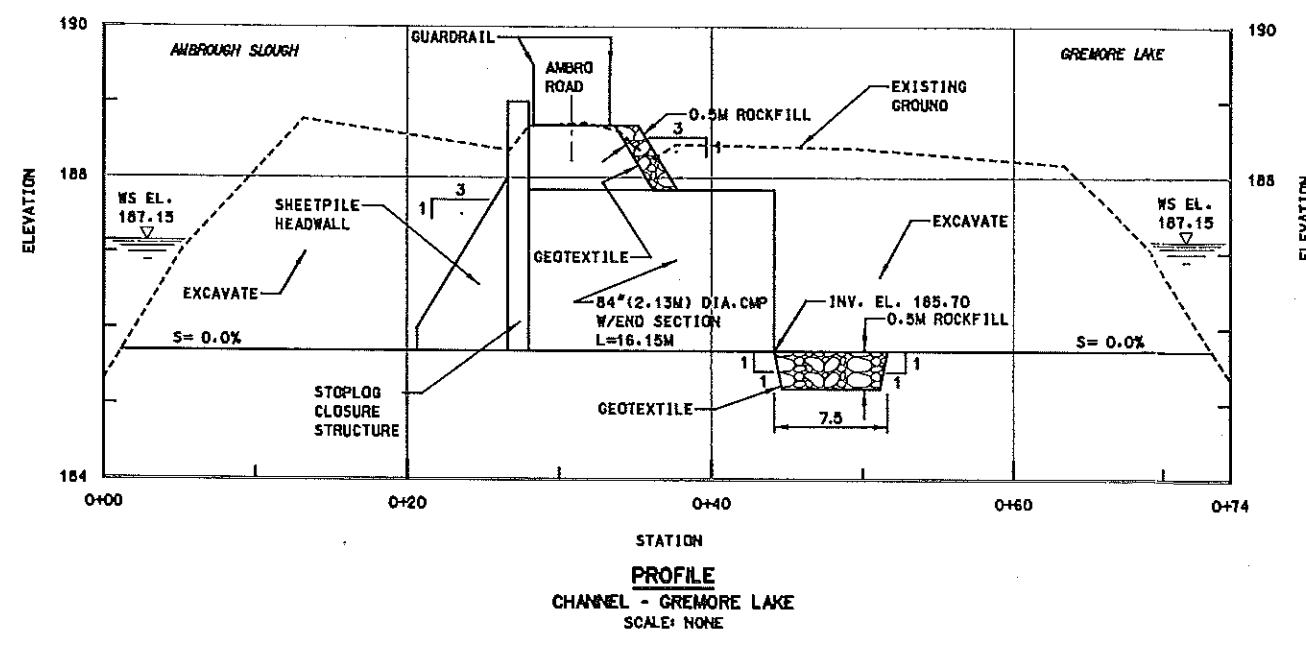 190
190
AMBROUGH SLOUGH
GUARDRAIL
GREMORE LAKE
AMBRO
ROAD
EXISTING
GROUND
0.5M ROCKFILL
3
1
188
188
ELEVATION
ELEVATION
WS EL.
187.15
3
1
SHEETPILE
HEADWALL
EXCAVATE
WS EL.
187.15
GEOTEXTILE
EXCAVATE
84"(2.13M) DIA.CMP
W/END SECTION
L=16.15M
INV. EL. 185.70
0.5M ROCKFILL
S= 0.0%
S= 0.0%
1
1
1
1
STOPLOG
CLOSURE
STRUCTURE
GEOTEXTILE
7.5
184
0+00
0+20
0+40
0+60
0+74
STATION
PROFILE
CHANNEL - GREMORE LAKE
SCALE: NONE